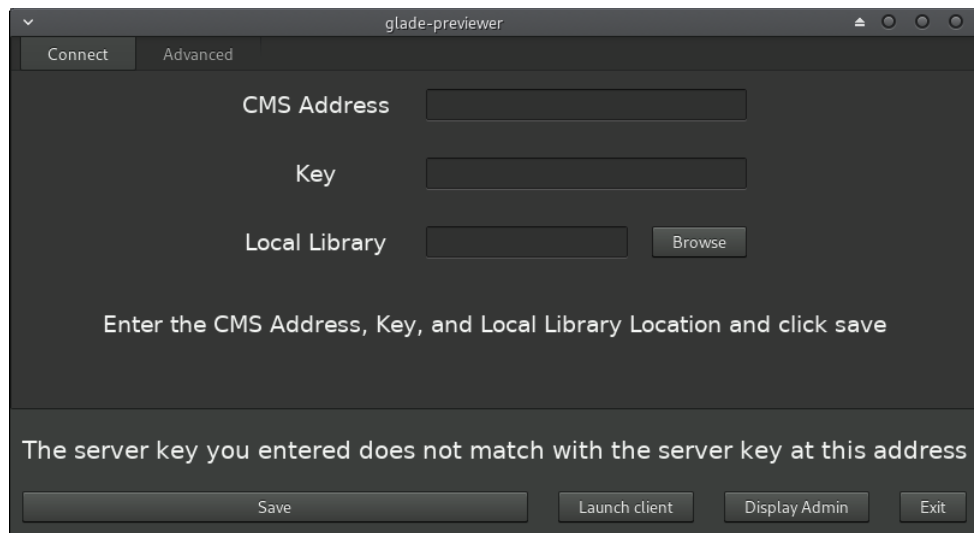 glade-previewer
Connect Advanced
CMS Address
Key
Local Library Browse
Enter the CMS Address, Key, and Local Library Location and click save
The server key you entered does not match with the server key at this address
Save Launch client Display Admin Exit